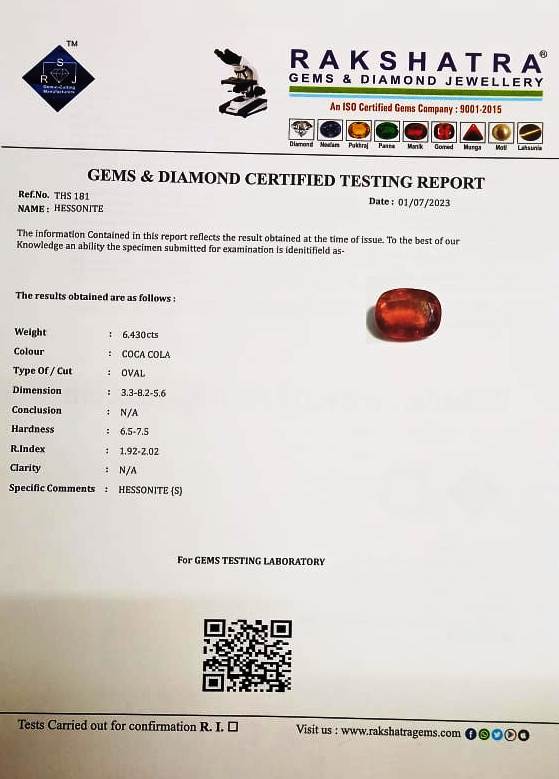 TM
S
R J
Gemin-Cutting
Manufacturers
RAKSHATRA®
GEMS & DIAMOND JEWELLERY
An ISO Certified Gems Company : 9001-2015
Diamond Neelam Pukhraj Panna Manik Gomed Munga Moti Lahsunia
GEMS & DIAMOND CERTIFIED TESTING REPORT
Ref.No. THS 181
Date : 01/07/2023
NAME : HESSONITE
The information Contained in this report reflects the result obtained at the time of issue. To the best of our
Knowledge an ability the specimen submitted for examination is idenitifield as-
The results obtained are as follows :
Weight : 6.430cts
Colour : COCA COLA
Type Of / Cut : OVAL
Dimension : 3.3-8.2-5.6
Conclusion : N/A
Hardness : 6.5-7.5
R.Index : 1.92-2.02
Clarity : N/A
Specific Comments : HESSONITE (S)
For GEMS TESTING LABORATORY
Tests Carried out for confirmation R. I. ☐
Visit us : www.rakshatragems.com